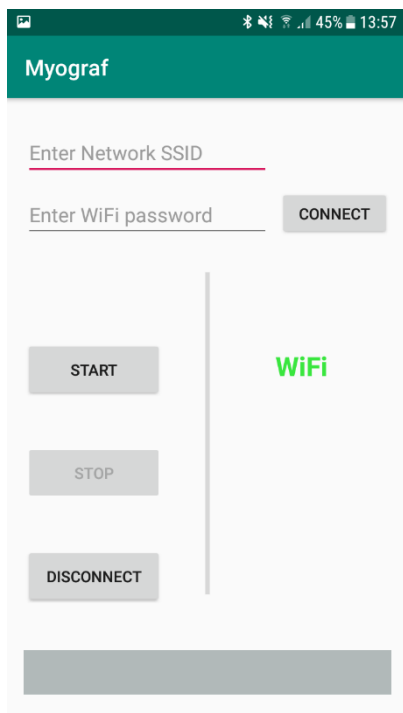 45% 13:57
Myograf
Enter Network SSID
Enter WiFi password
CONNECT
START
WiFi
STOP
DISCONNECT